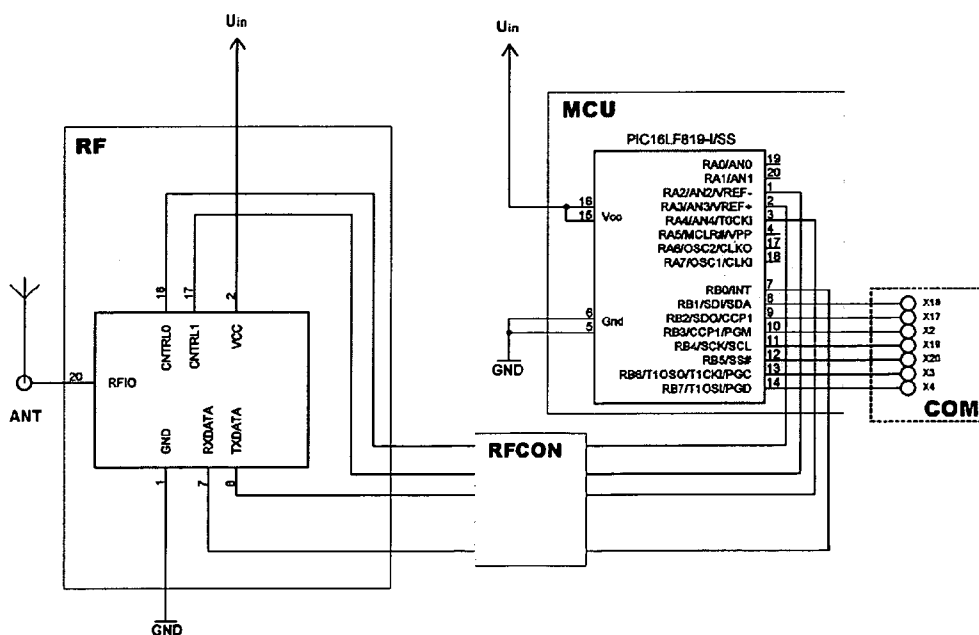 Uin
Uin
RF
MCU
PIC16LF819-I/SS
RA0/AN0 19
RA1/AN1 20
RA2/AN2/VREF- 1
RA3/AN3/VREF+ 2
RA4/AN4/T0CKI 3
RA5/MCLR#/VPP 4
RA6/OSC2/CLKO 17
RA7/OSC1/CLKI 18
16
15 Vcc
6
5 Gnd
GND
RB0/INT 7
RB1/SDI/SDA 8
RB2/SDO/CCP1 9
RB3/CCP1/PGM 10
RB4/SCK/SCL 11
RB5/SS# 12
RB6/T1OSO/T1CKI/PGC 13
RB7/T1OSI/PGD 14
X18
X17
X2
X19
X20
X3
X4
COM
18 17 2
CNTRL0 CNTRL1 VCC
20 RFIO
ANT
GND RXDATA TXDATA
1 7 6
RFCON
GND